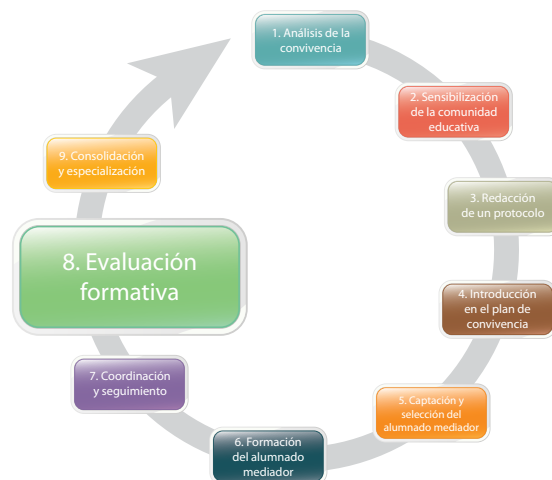 1. Análisis de la
convivencia
2. Sensibilización
de la comunidad
educativa
3. Redacción
de un protocolo
4. Introducción
en el plan de
convivencia
5. Captación y
selección del
alumnado mediador
6. Formación
del alumnado
mediador
7. Coordinación
y seguimiento
8. Evaluación
formativa
9. Consolidación
y especialización